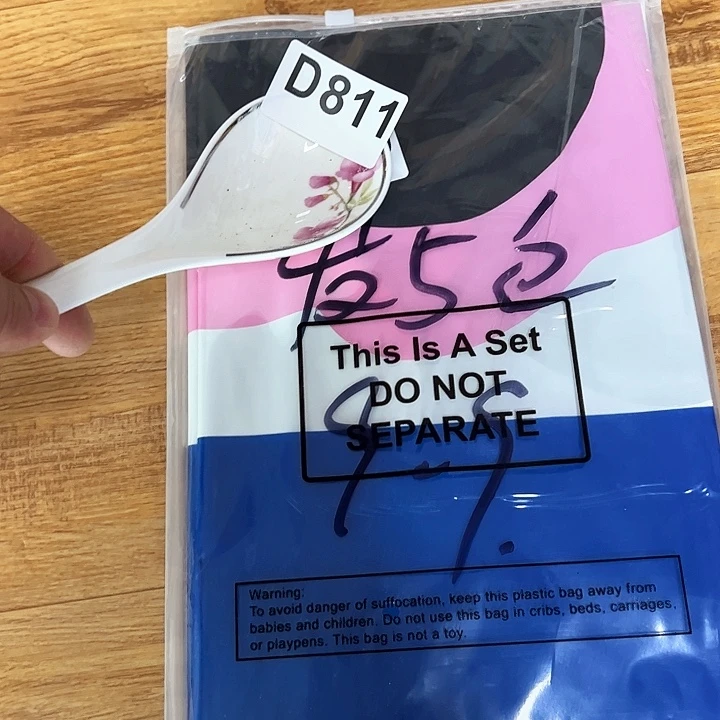 D811
This Is A Set
DO NOT
SEPARATE
9-9.
Warning:
To avoid danger of suffocation, keep this plastic bag away from
babies and children. Do not use this bag in cribs, beds, carriages,
or playpens. This bag is not a toy.